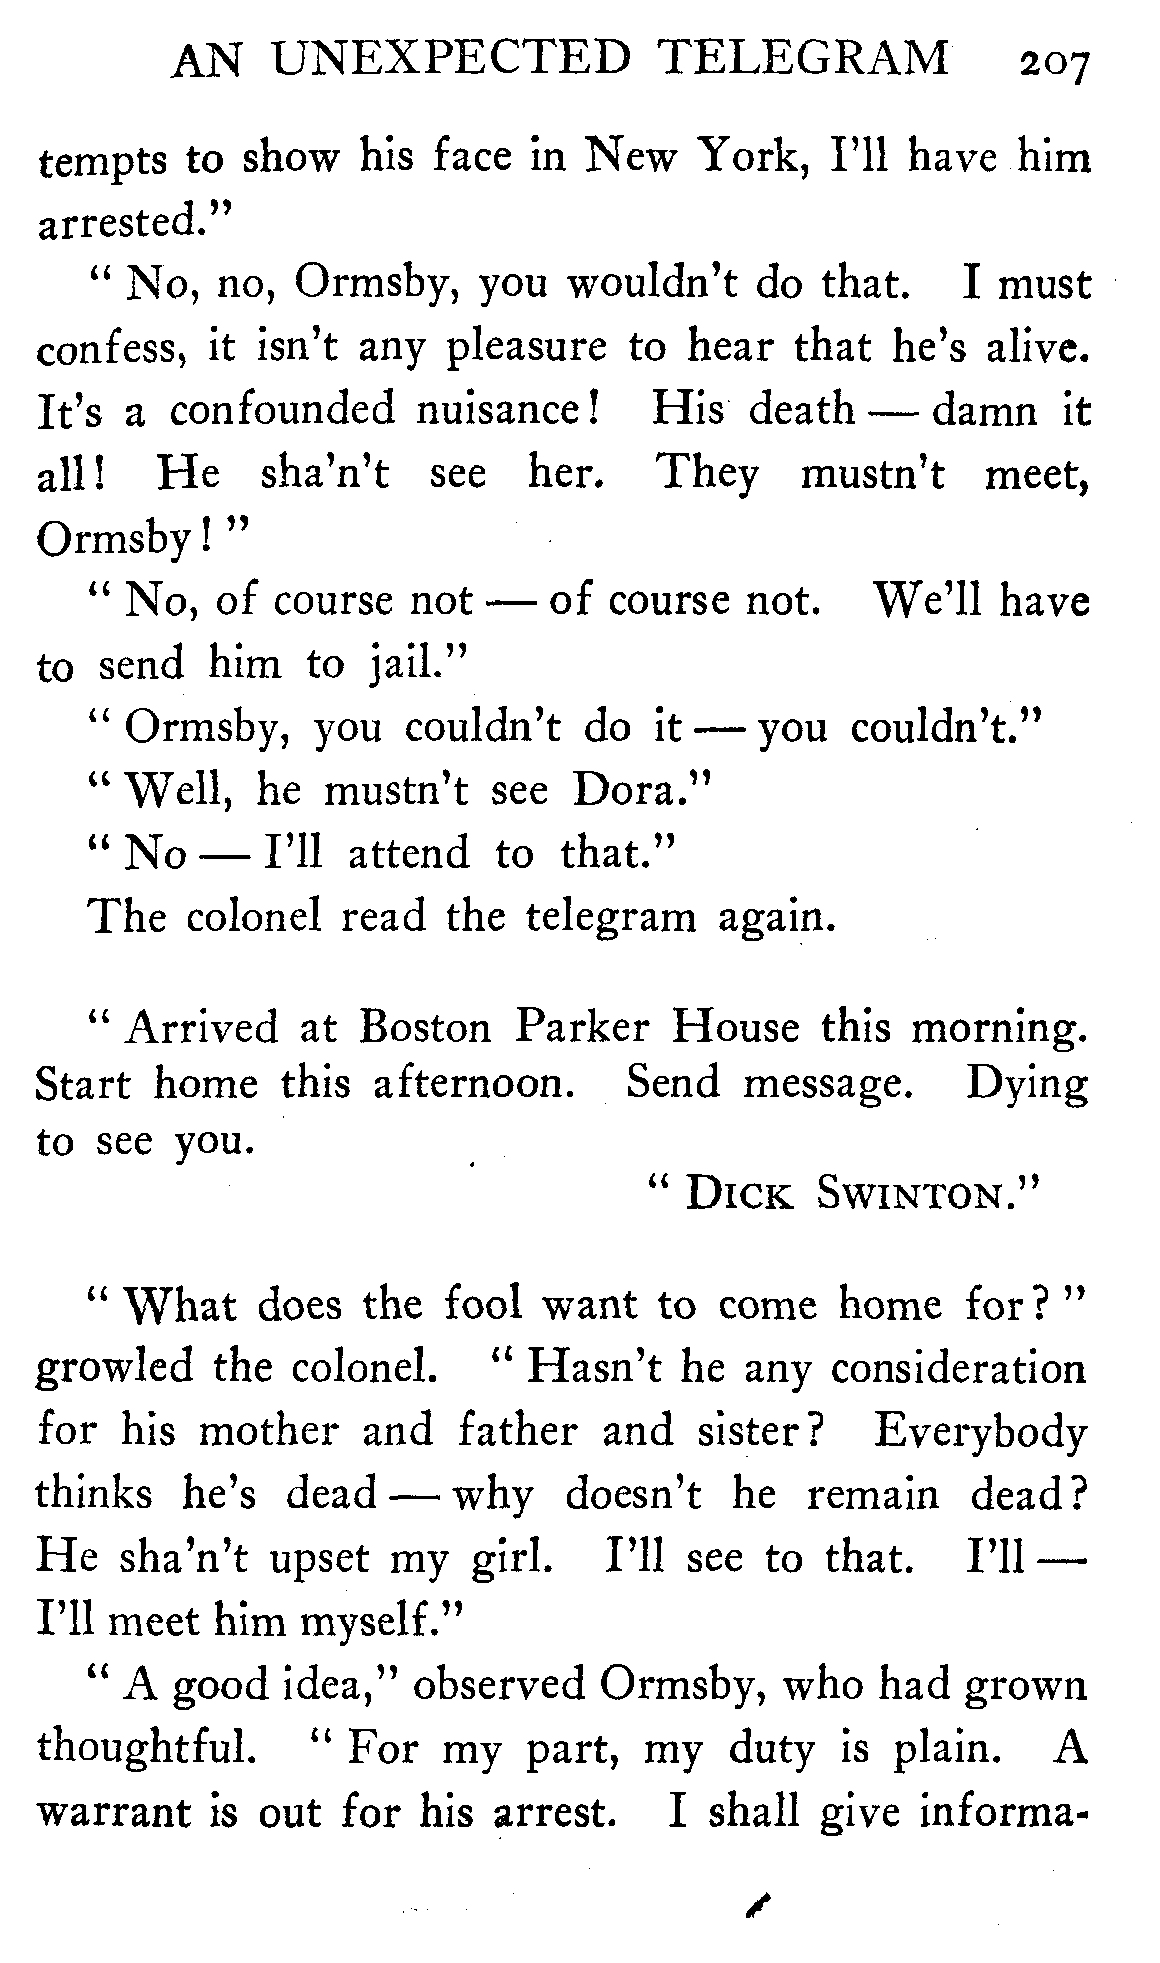 AN UNEXPECTED TELEGRAM 207
tempts to show his face in New York, I'll have him
arrested."
" No, no, Ormsby, you wouldn't do that. I must
confess, it isn't any pleasure to hear that he's alive.
It's a confounded nuisance! His death — damn it
all! He sha'n't see her. They mustn't meet,
Ormsby! "
" No, of course not — of course not. We'll have
to send him to jail."
" Ormsby, you couldn't do it — you couldn't."
" Well, he mustn't see Dora."
" No — I'll attend to that."
The colonel read the telegram again.
" Arrived at Boston Parker House this morning.
Start home this afternoon. Send message. Dying
to see you.
" DICK SWINTON."
" What does the fool want to come home for? "
growled the colonel. " Hasn't he any consideration
for his mother and father and sister? Everybody
thinks he's dead — why doesn't he remain dead?
He sha'n't upset my girl. I'll see to that. I'll —
I'll meet him myself."
" A good idea," observed Ormsby, who had grown
thoughtful. " For my part, my duty is plain. A
warrant is out for his arrest. I shall give informa-